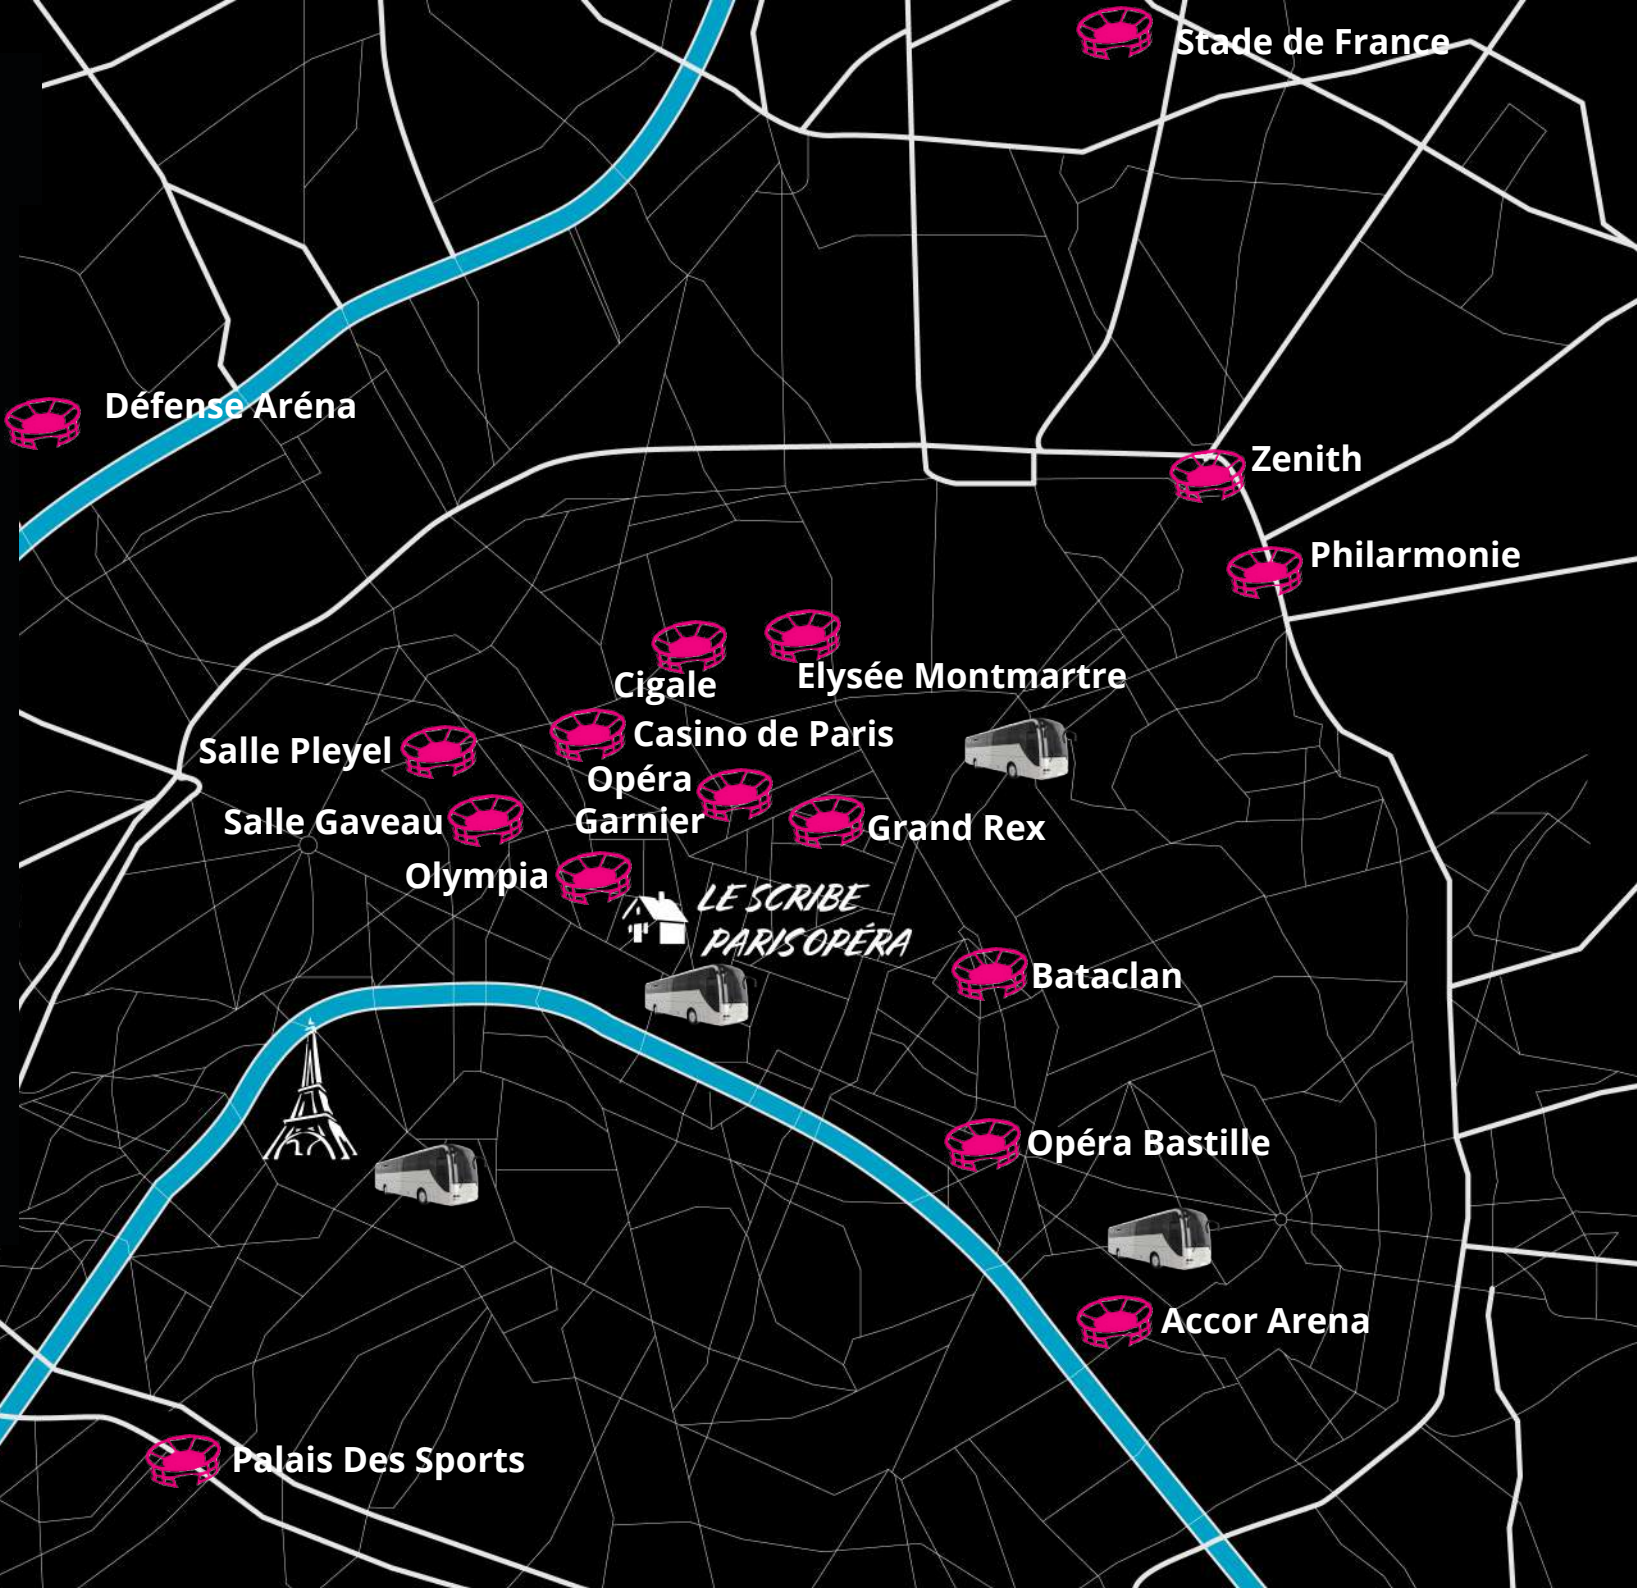 Stade de France
Défense Aréna
Zenith
Philarmonie
Elysée Montmartre
Cigale
Casino de Paris
Salle Pleyel
Opéra
Garnier
Salle Gaveau
Grand Rex
Olympia
LE SCRIBE
PARIS OPÉRA
Bataclan
Opéra Bastille
Accor Arena
Palais Des Sports